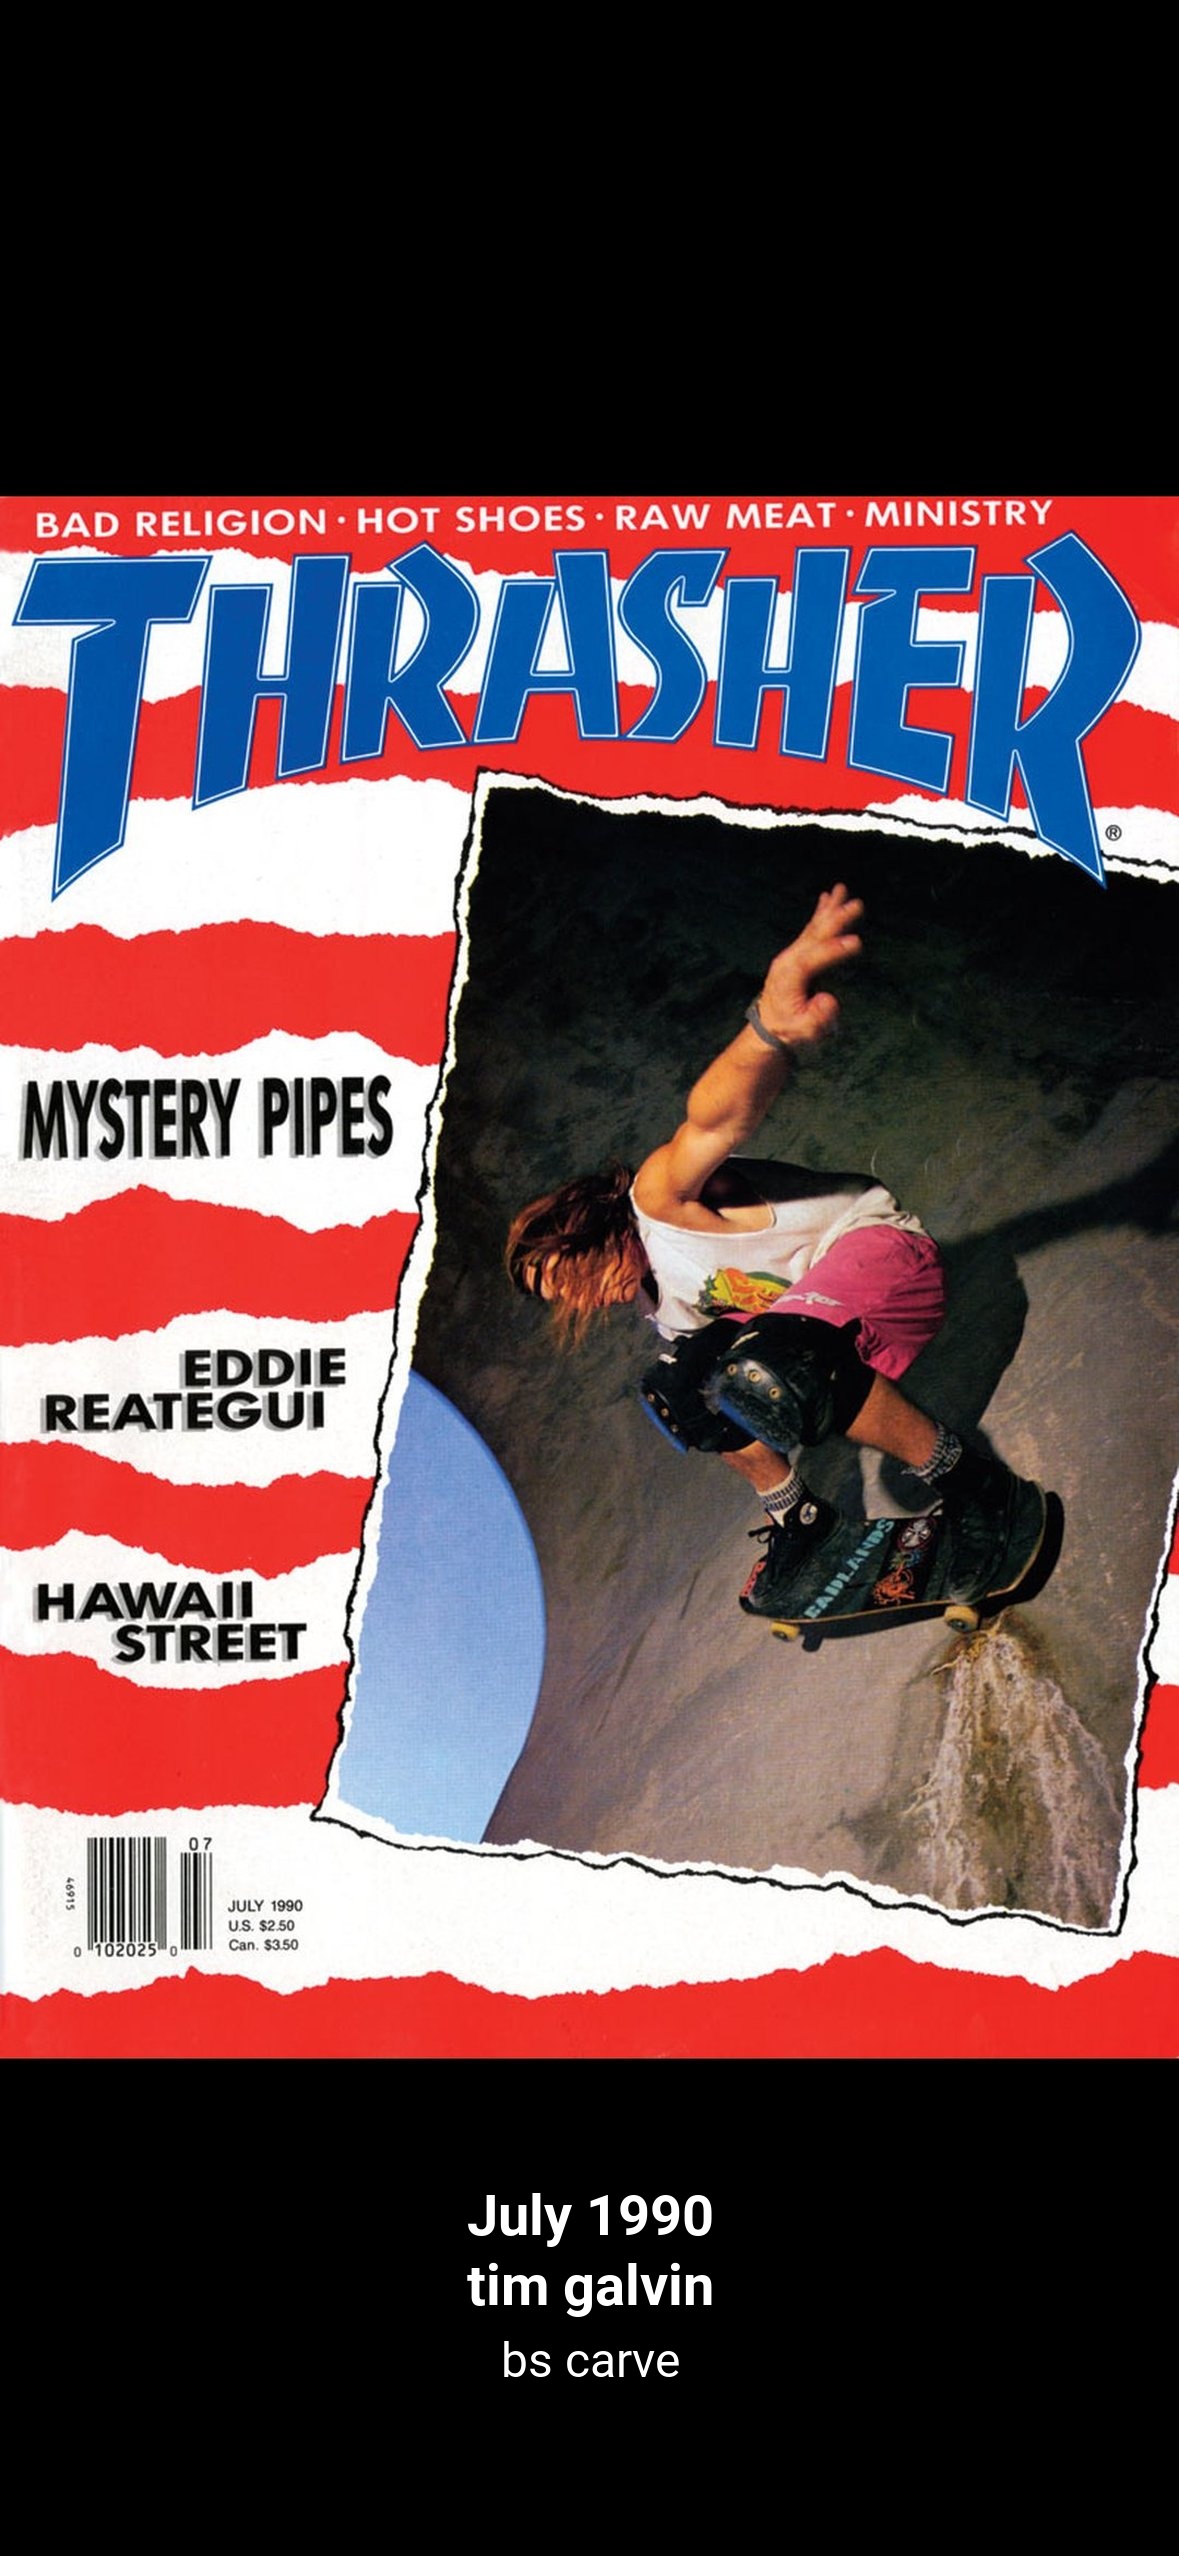 BAD RELIGION · HOT SHOES · RAW MEAT · MINISTRY
THRASHER
®
MYSTERY PIPES
EDDIE
REATEGUI
HAWAII
STREET
BADLANDS
07
46915
0 102025 0
JULY 1990
U.S. $2.50
Can. $3.50
July 1990
tim galvin
bs carve